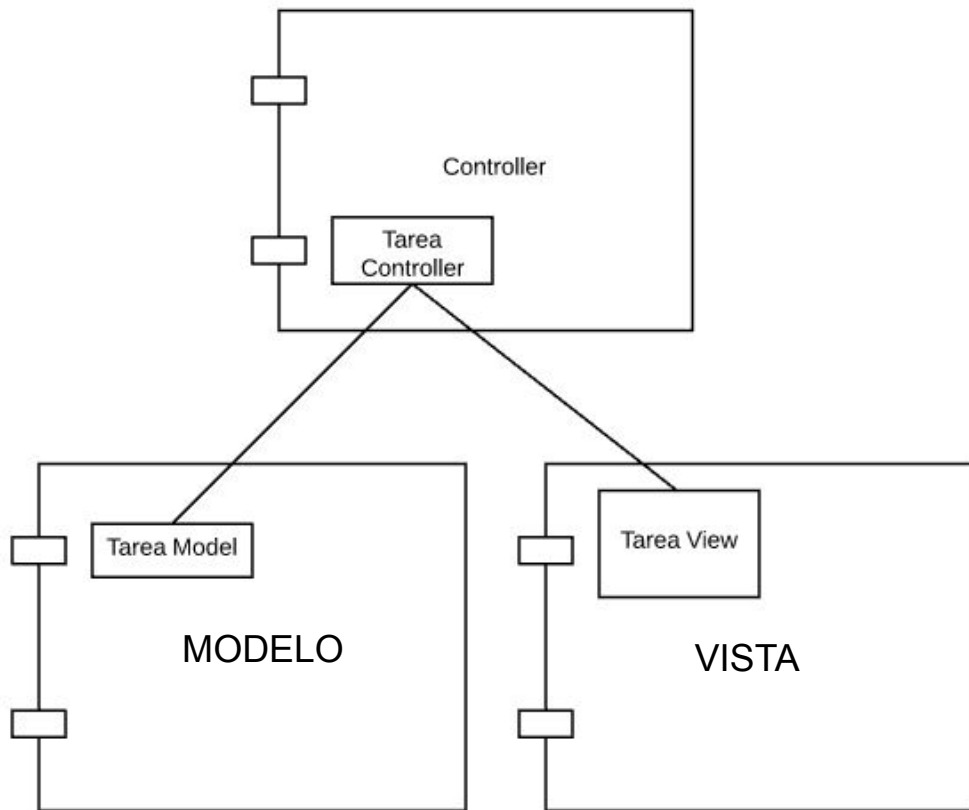 Controller
Tarea
Controller
Tarea Model
Tarea View
MODELO
VISTA